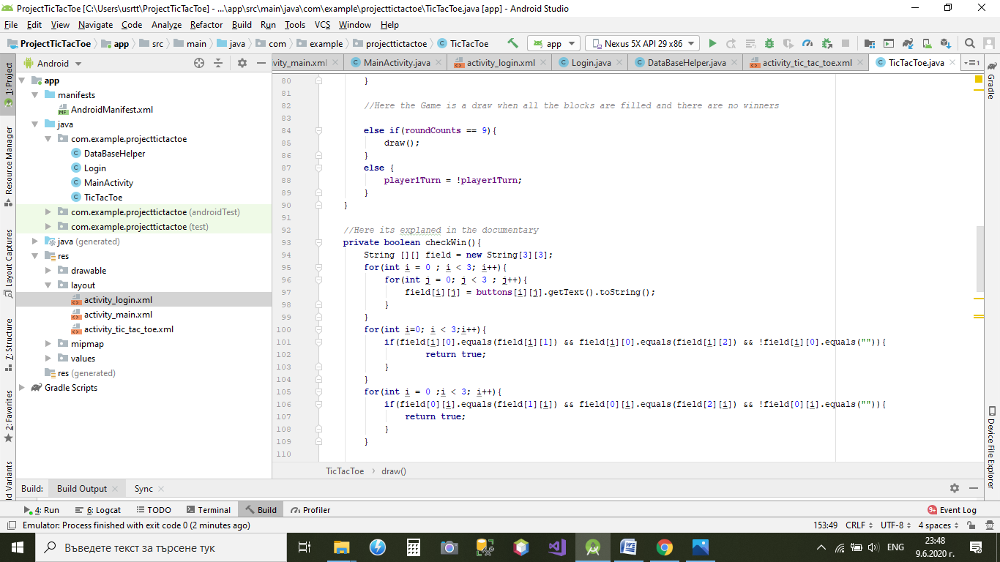 ProjectTicTacToe [C:\Users\usrtt\ProjectTicTacToe] - ...\app\src\main\java\com\example\projecttictactoe\TicTacToe.java [app] - Android Studio
File Edit View Navigate Code Analyze Refactor Build Run Tools VCS Window Help
ProjectTicTacToe app src main java com example projecttictactoe TicTacToe app Nexus 5X API 29 x86
Android
vity_main.xml MainActivity.java activity_login.xml Login.java DataBaseHelper.java activity_tic_tac_toe.xml TicTacToe.java
1: Project
Resource Manager
Layout Captures
7: Structure
2: Favorites
ld Variants
app
manifests
AndroidManifest.xml
java
com.example.projecttictactoe
DataBaseHelper
Login
MainActivity
TicTacToe
com.example.projecttictactoe (androidTest)
com.example.projecttictactoe (test)
java (generated)
res
drawable
layout
activity_login.xml
activity_main.xml
activity_tic_tac_toe.xml
mipmap
values
res (generated)
Gradle Scripts
80 }
81
82 //Here the Game is a draw when all the blocks are filled and there are no winners
83
84 else if(roundCounts == 9){
85 draw();
86 }
87 else {
88 player1Turn = !player1Turn;
89 }
90 }
91
92 //Here its explaned in the documentary
93 private boolean checkWin(){
94 String [][] field = new String[3][3];
95 for(int i = 0 ; i < 3; i++){
96 for(int j = 0; j < 3 ; j++){
97 field[i][j] = buttons[i][j].getText().toString();
98 }
99 }
100 for(int i=0; i < 3;i++){
101 if(field[i][0].equals(field[i][1]) && field[i][0].equals(field[i][2]) && !field[i][0].equals("")){
102 return true;
103 }
104 }
105 for(int i = 0 ;i < 3; i++){
106 if(field[0][i].equals(field[1][i]) && field[0][i].equals(field[2][i]) && !field[0][i].equals("")){
107 return true;
108 }
109 }
110
TicTacToe draw()
Gradle
Device File Explorer
Build: Build Output Sync
4: Run 6: Logcat TODO Terminal Build Profiler 9+ Event Log
Emulator: Process finished with exit code 0 (2 minutes ago) 153:49 CRLF UTF-8 4 spaces
Въведете текст за търсене тук
ENG
23:48
9.6.2020 г.